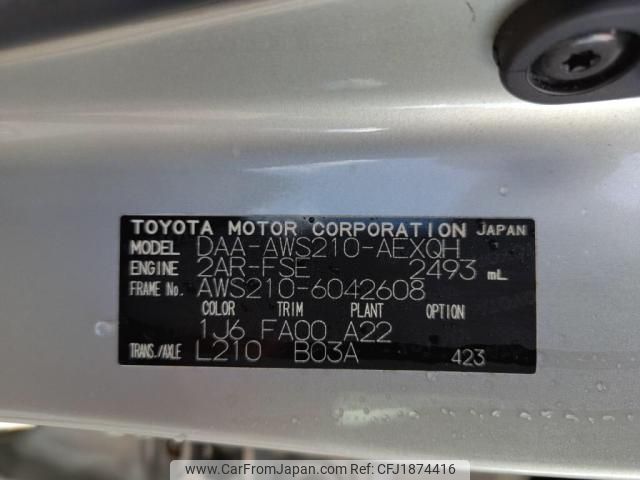 TOYOTA MOTOR CORPORATION JAPAN
MODEL DAA-AWS210-AEXQH
ENGINE 2AR-FSE 2493 mL
FRAME No. AWS210-6042608
COLOR TRIM PLANT OPTION
1J6 FA00 A22
TRANS./AXLE L210 B03A 423
www.CarFromJapan.com Ref No CFJ1874416